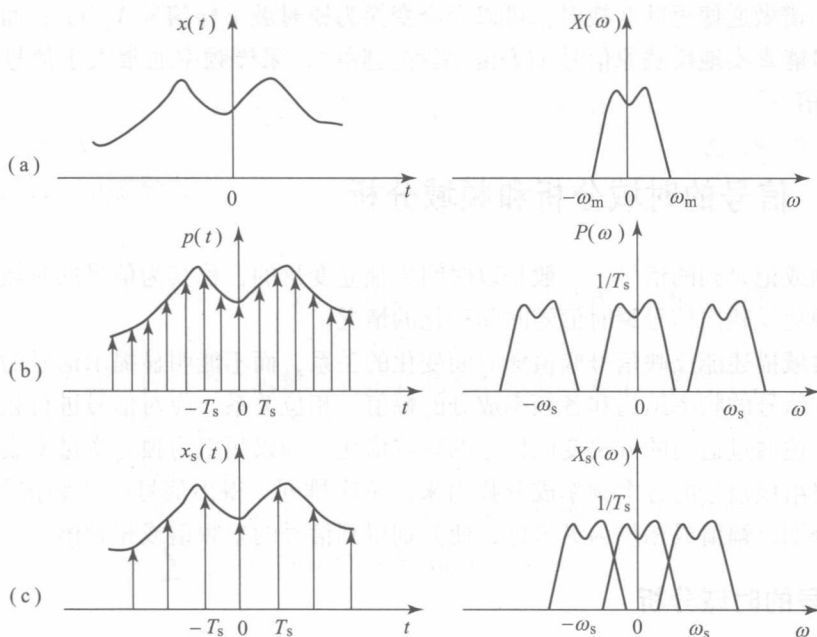 x(t)
X(ω)
(a)
0
t
−ωm 0 ωm ω
p(t)
P(ω)
1/Ts
(b)
−Ts 0 Ts t
−ωs 0 ωs ω
xs(t)
Xs(ω)
1/Ts
(c)
−Ts 0 Ts t
−ωs 0 ωs ω